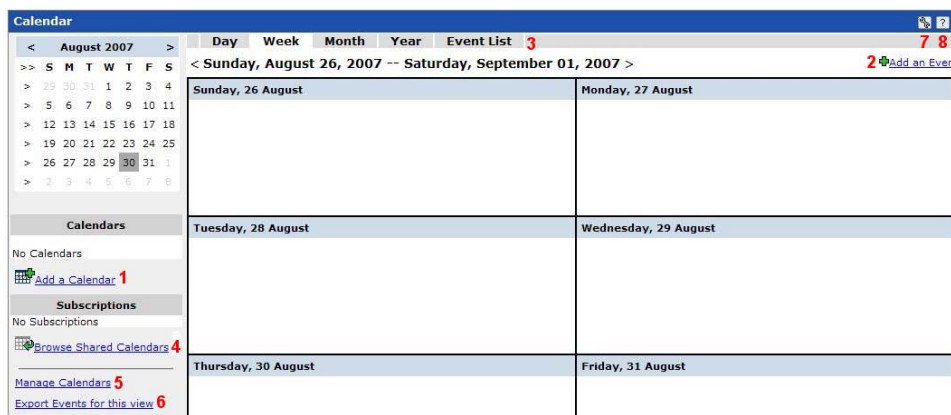 Calendar ?
7 8
< August 2007 >
>> S M T W T F S
> 29 30 31 1 2 3 4
> 5 6 7 8 9 10 11
> 12 13 14 15 16 17 18
> 19 20 21 22 23 24 25
> 26 27 28 29 30 31 1
> 2 3 4 5 6 7 8
Calendars
No Calendars
Add a Calendar 1
Subscriptions
No Subscriptions
Browse Shared Calendars 4
Manage Calendars 5
Export Events for this view 6
Day Week Month Year Event List 3
< Sunday, August 26, 2007 -- Saturday, September 01, 2007 >
2 Add an Even
Sunday, 26 August
Monday, 27 August
Tuesday, 28 August
Wednesday, 29 August
Thursday, 30 August
Friday, 31 August